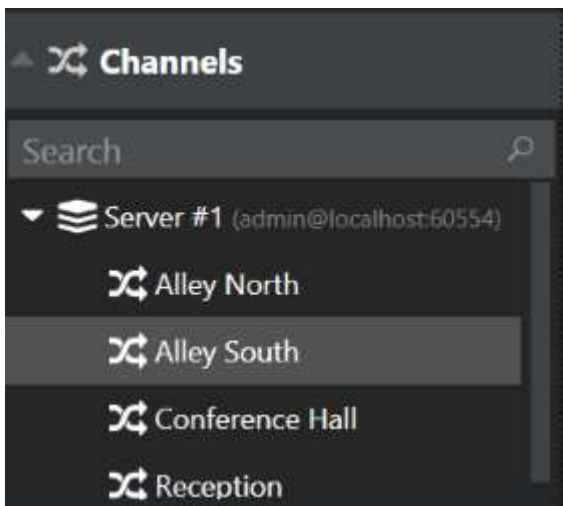 Channels
Search
Server #1 (admin@localhost:60554)
Alley North
Alley South
Conference Hall
Reception